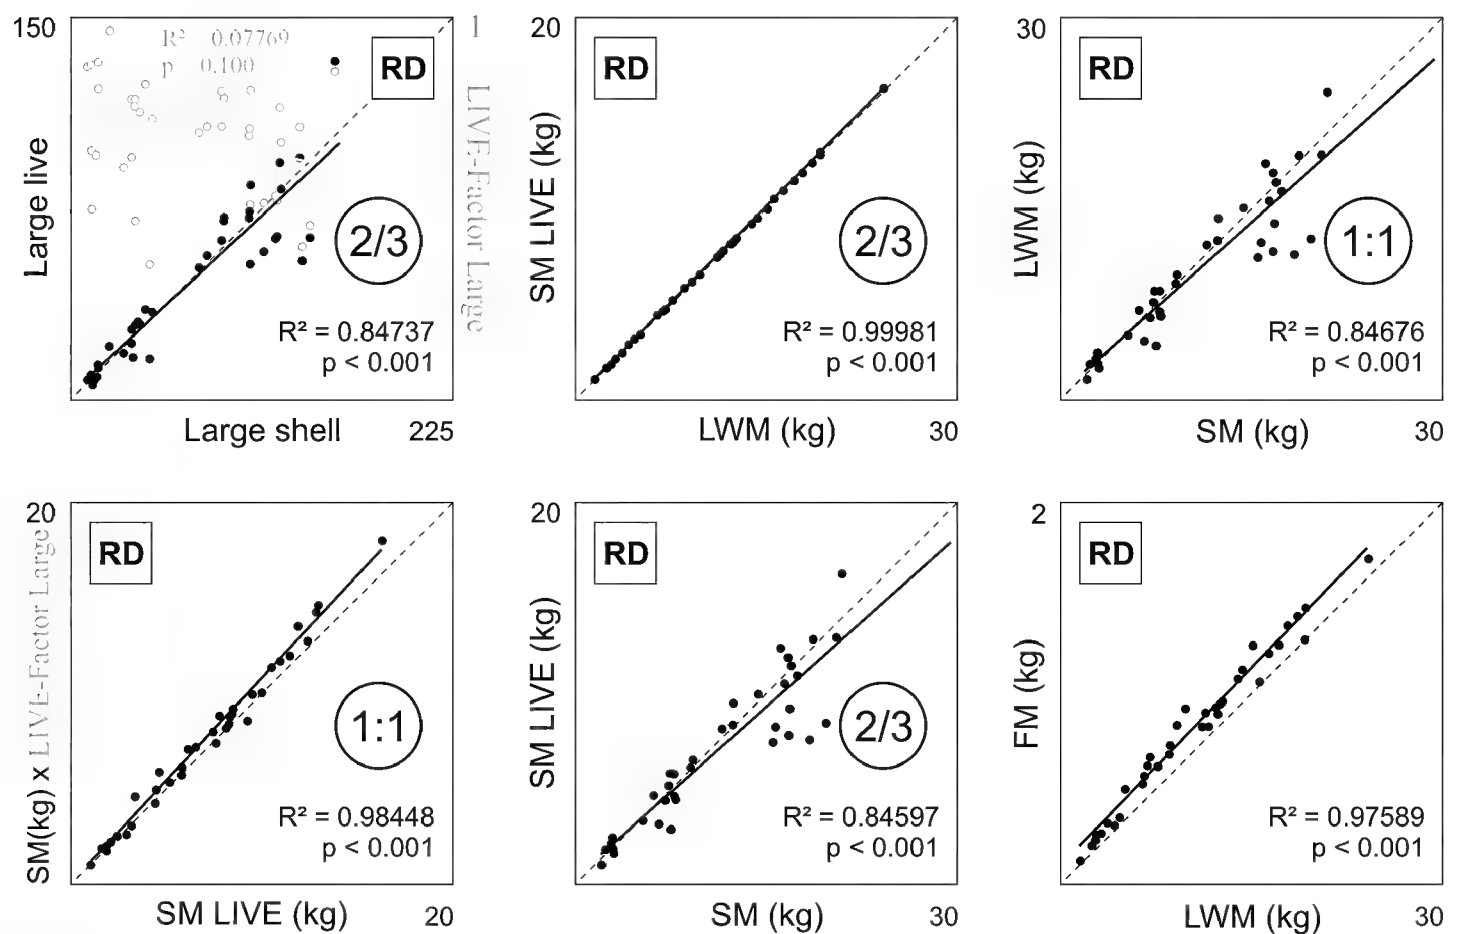 150
R² 0.07769
p 0.100
RD
1
Large live
LIVE-Factor Large
2/3
R² = 0.84737
p < 0.001
Large shell
225
20
RD
SM LIVE (kg)
2/3
R² = 0.99981
p < 0.001
LWM (kg)
30
30
RD
LWM (kg)
1:1
R² = 0.84676
p < 0.001
SM (kg)
30
20
RD
SM(kg) x LIVE-Factor Large
1:1
R² = 0.98448
p < 0.001
SM LIVE (kg)
20
20
RD
SM LIVE (kg)
2/3
R² = 0.84597
p < 0.001
SM (kg)
30
2
RD
FM (kg)
R² = 0.97589
p < 0.001
LWM (kg)
30